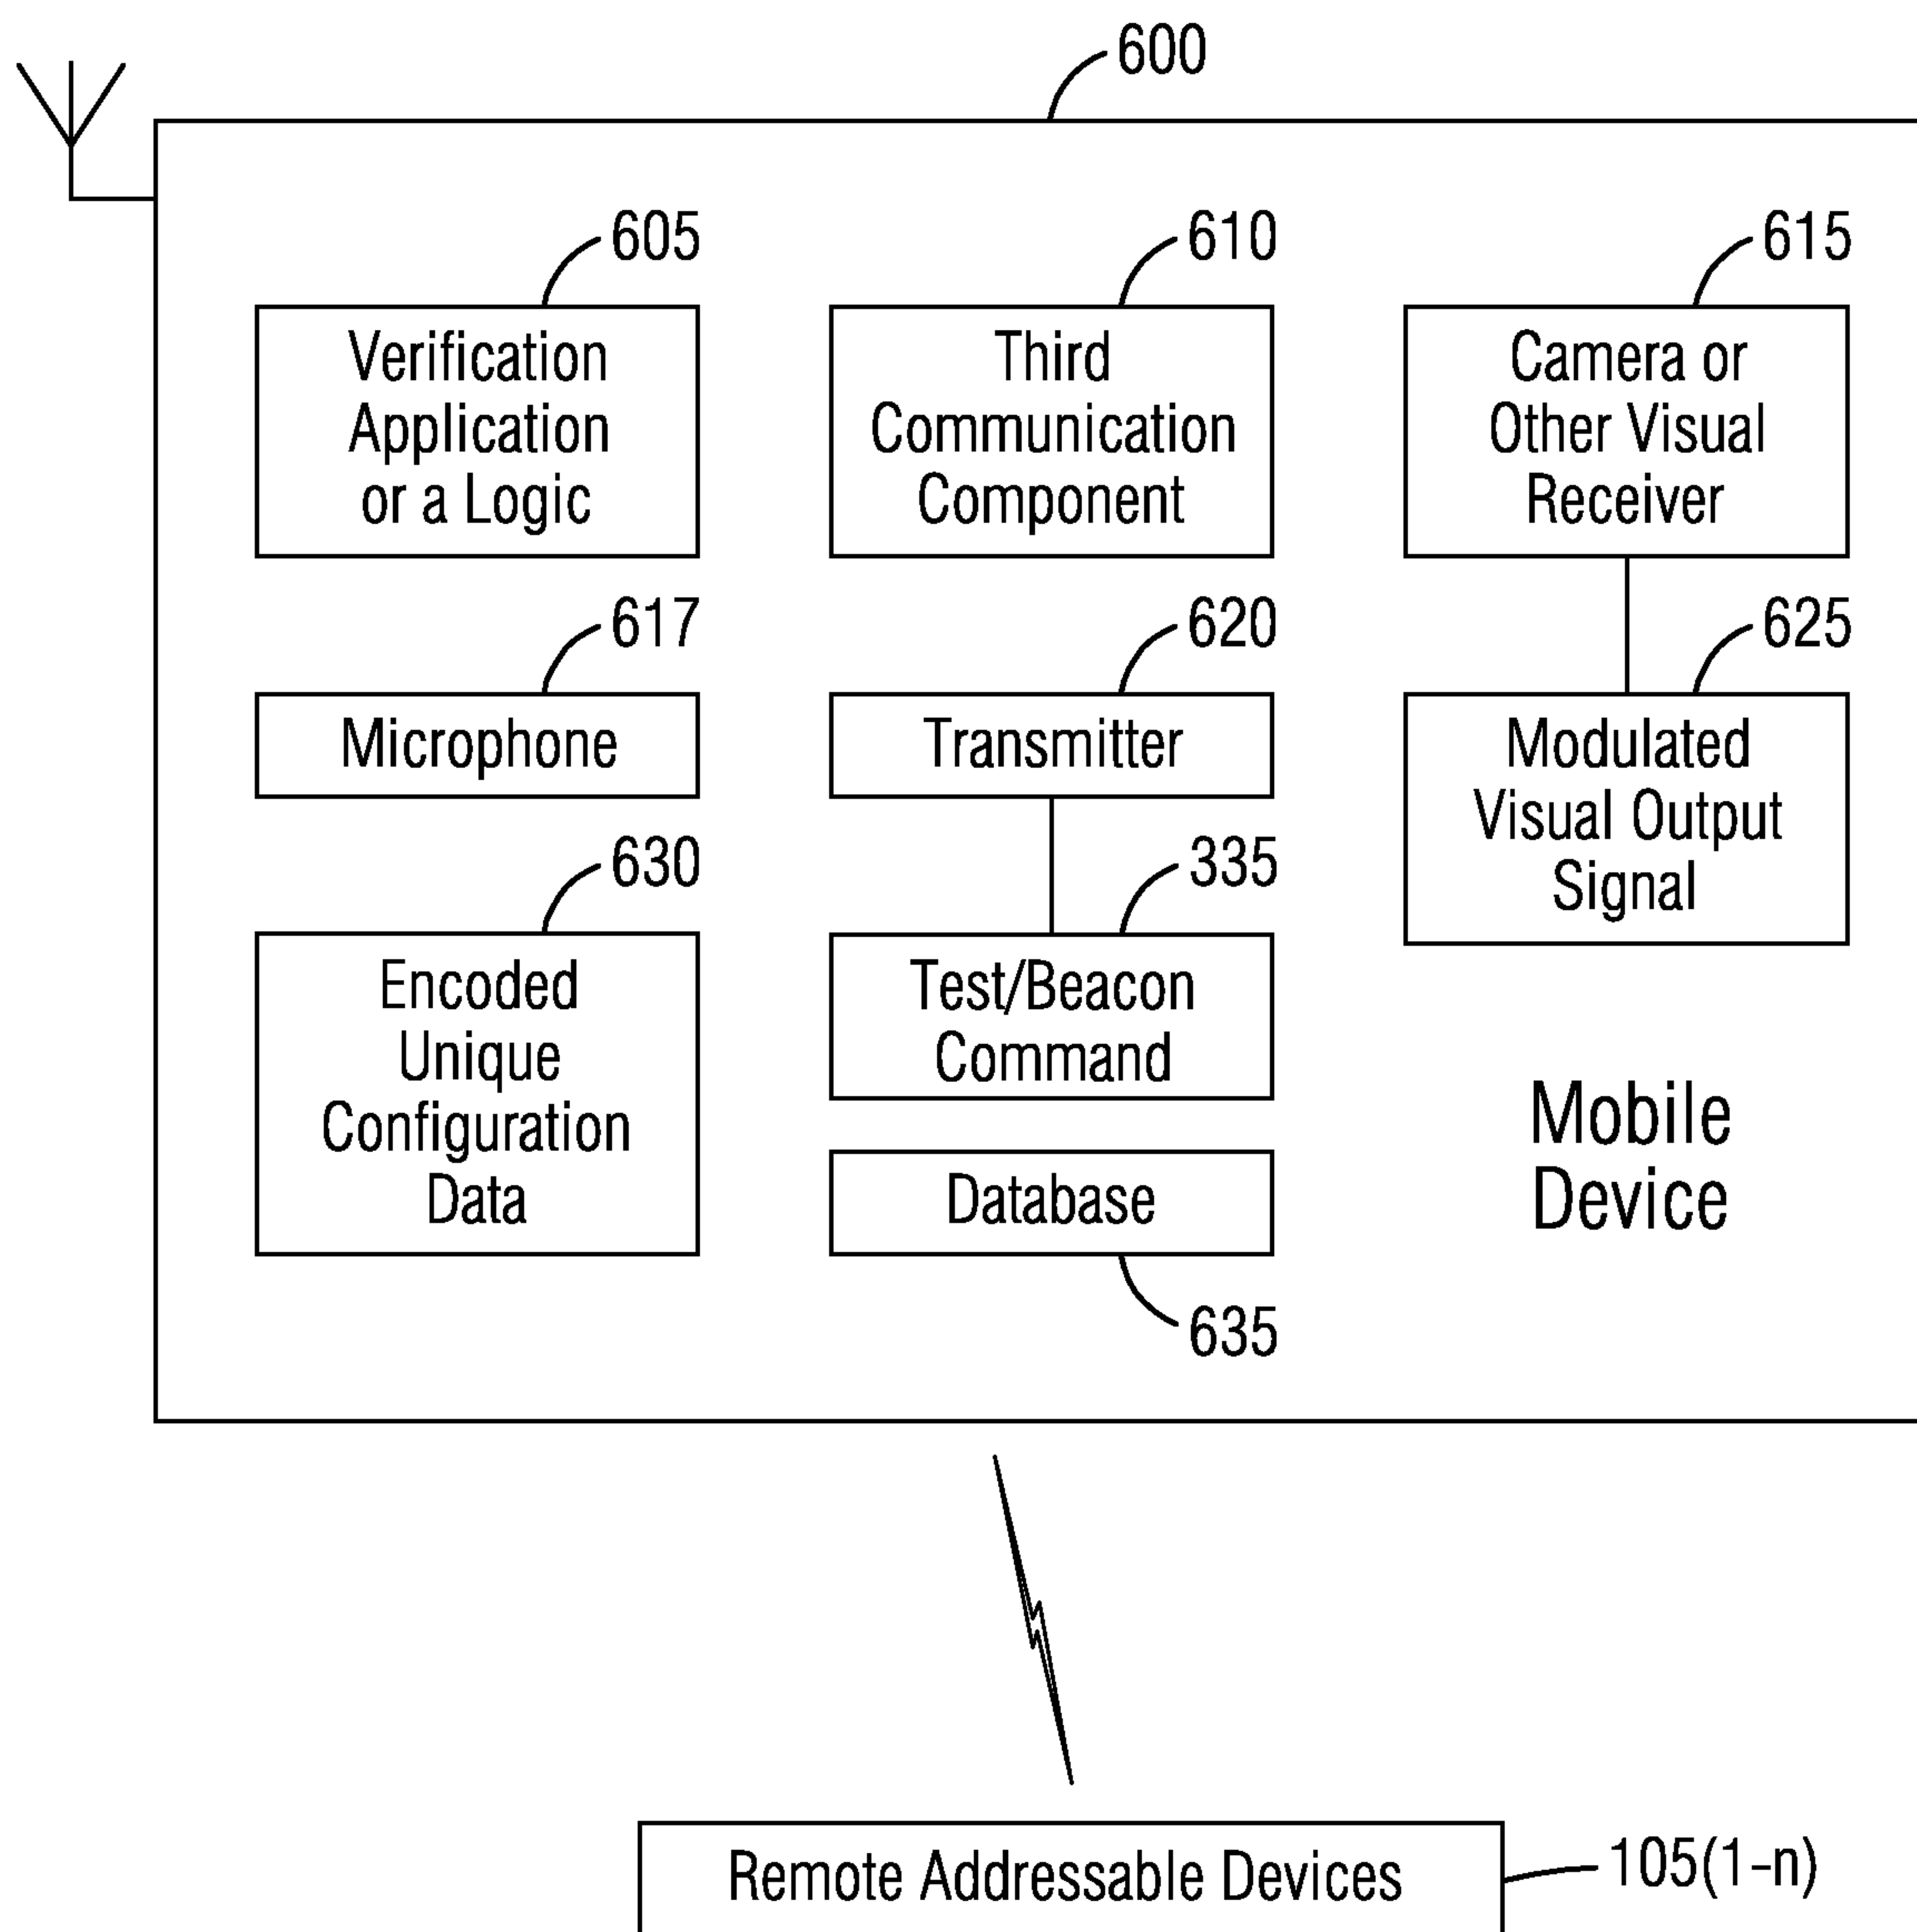 600
605
610
615
Verification
Application
or a Logic
Third
Communication
Component
Camera or
Other Visual
Receiver
617
620
625
Microphone
Transmitter
Modulated
Visual Output
Signal
630
335
Encoded
Unique
Configuration
Data
Test/Beacon
Command
Database
635
Mobile
Device
Remote Addressable Devices
105(1-n)